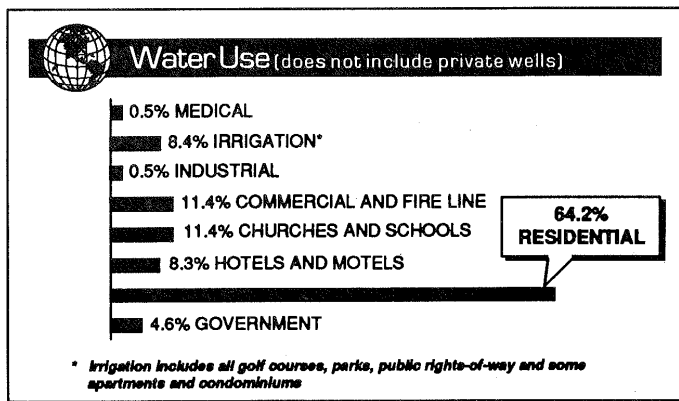 Water Use (does not include private wells)
0.5% MEDICAL
8.4% IRRIGATION*
0.5% INDUSTRIAL
11.4% COMMERCIAL AND FIRE LINE
11.4% CHURCHES AND SCHOOLS
8.3% HOTELS AND MOTELS
64.2%
RESIDENTIAL
4.6% GOVERNMENT
* Irrigation includes all golf courses, parks, public rights-of-way and some
apartments and condominiums